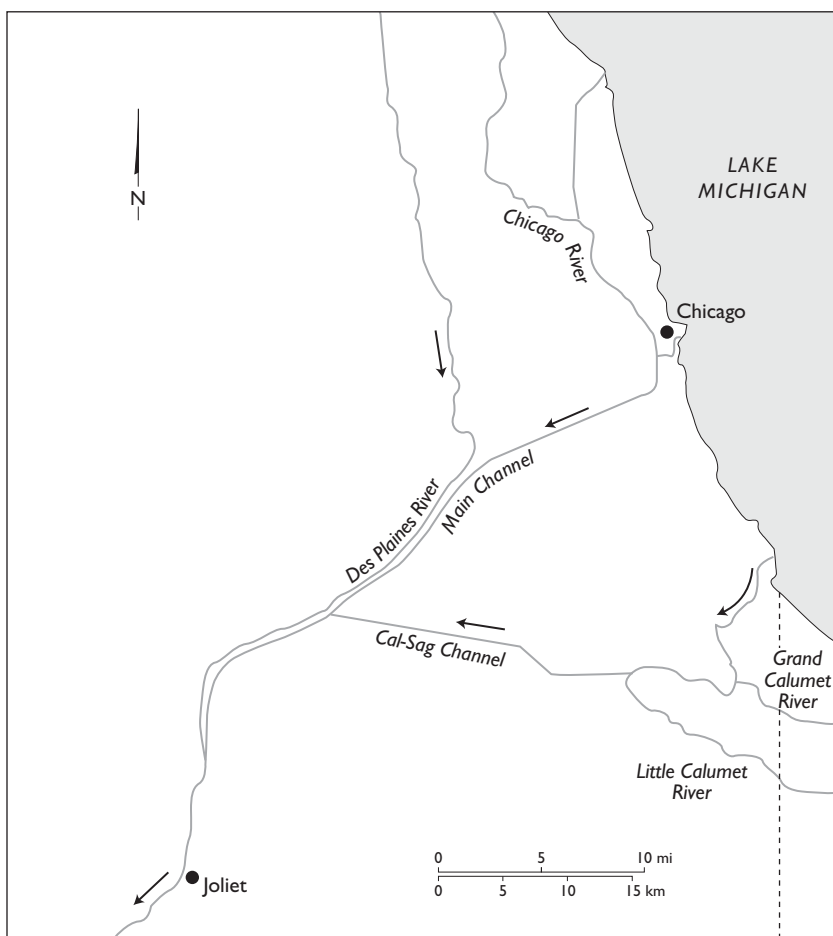 LAKE
MICHIGAN
N
Chicago River
Chicago
Des Plaines River
Main Channel
Cal-Sag Channel
Grand
Calumet
River
Little Calumet
River
0 5 10 mi
0 5 10 15 km
Joliet